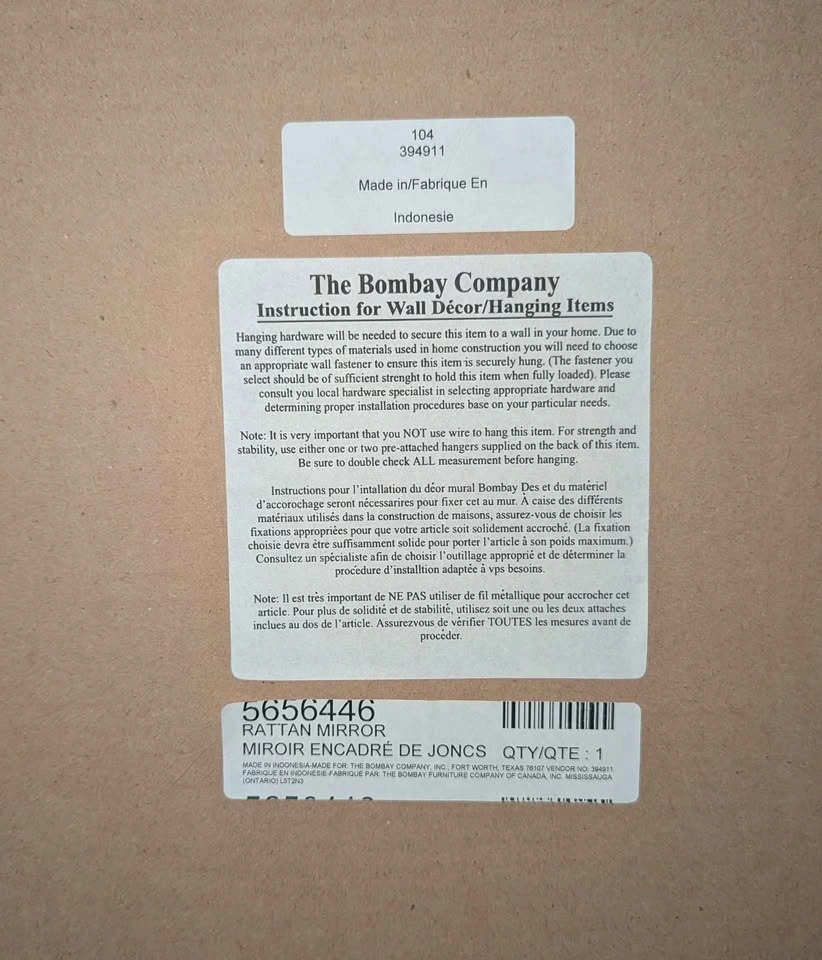 104
394911
Made in/Fabrique En
Indonesie
The Bombay Company
Instruction for Wall Décor/Hanging Items
Hanging hardware will be needed to secure this item to a wall in your home. Due to
many different types of materials used in home construction you will need to choose
an appropriate wall fastener to ensure this item is securely hung. (The fastener you
select should be of sufficient strenght to hold this item when fully loaded). Please
consult you local hardware specialist in selecting appropriate hardware and
determining proper installation procedures base on your particular needs.
Note: It is very important that you NOT use wire to hang this item. For strength and
stability, use either one or two pre-attached hangers supplied on the back of this item.
Be sure to double check ALL measurement before hanging.
Instructions pour l'intallation du déor mural Bombay Des et du matériel
d'accorochage seront nécessarires pour fixer cet au mur. À caise des différents
matériaux utilisés dans la construction de maisons, assurez-vous de choisir les
fixations appropriées pour que votre article soit solidement accroché. (La fixation
choisie devra être suffisamment solide pour porter l'article à son poids maximum.)
Consultez un spécialiste afin de choisir l'outillage approprié et de déterminer la
procédure d'installtion adaptée à vps besoins.
Note: Il est très important de NE PAS utiliser de fil métallique pour accrocher cet
article. Pour plus de solidité et de stabilité, utilisez soit une ou les deux attaches
inclues au dos de l'article. Assurezvous de vérifier TOUTES les mesures avant de
procéder.
5656446
RATTAN MIRROR
MIROIR ENCADRÉ DE JONCS QTY/QTE : 1
MADE IN INDONESIA-MADE FOR: THE BOMBAY COMPANY, INC., FORT WORTH, TEXAS 76107 VENDOR NO: 394911
FABRIQUE EN INDONESIE-FABRIQUE PAR: THE BOMBAY FURNITURE COMPANY OF CANADA, INC. MISSISSAUGA
(ONTARIO) L5T2N3